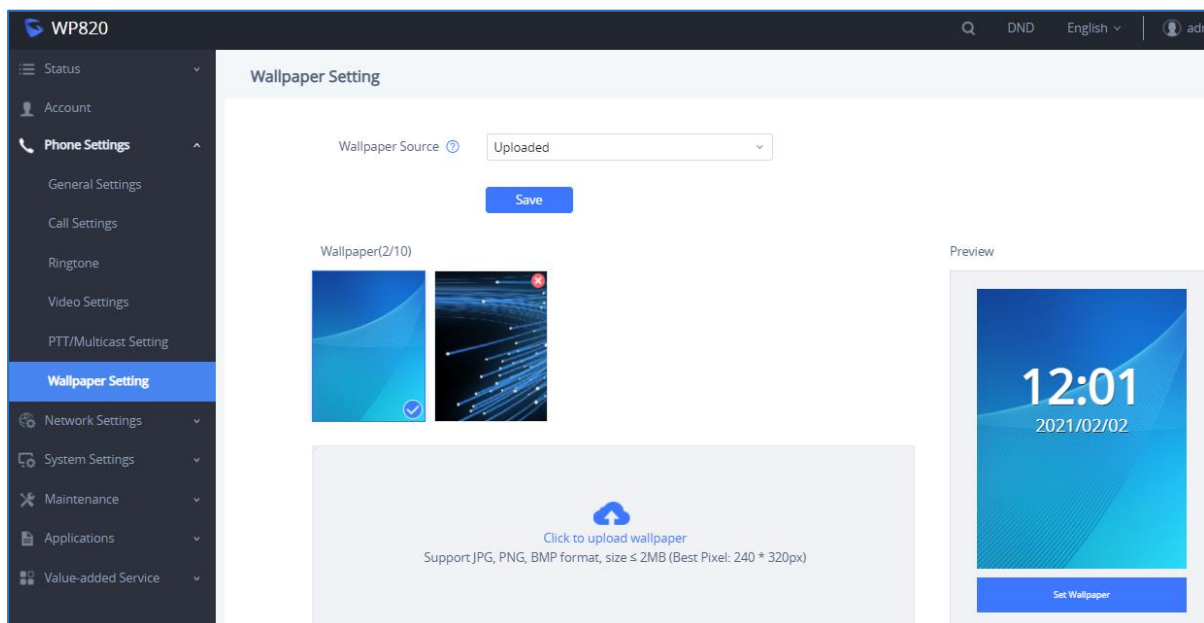 WP820
DND
English
adı
Status
Account
Phone Settings
General Settings
Call Settings
Ringtone
Video Settings
PTT/Multicast Setting
Wallpaper Setting
Network Settings
System Settings
Maintenance
Applications
Value-added Service
Wallpaper Setting
Wallpaper Source
Uploaded
Save
Wallpaper(2/10)
Click to upload wallpaper
Support JPG, PNG, BMP format, size ≤ 2MB (Best Pixel: 240 * 320px)
Preview
12:01
2021/02/02
Set Wallpaper